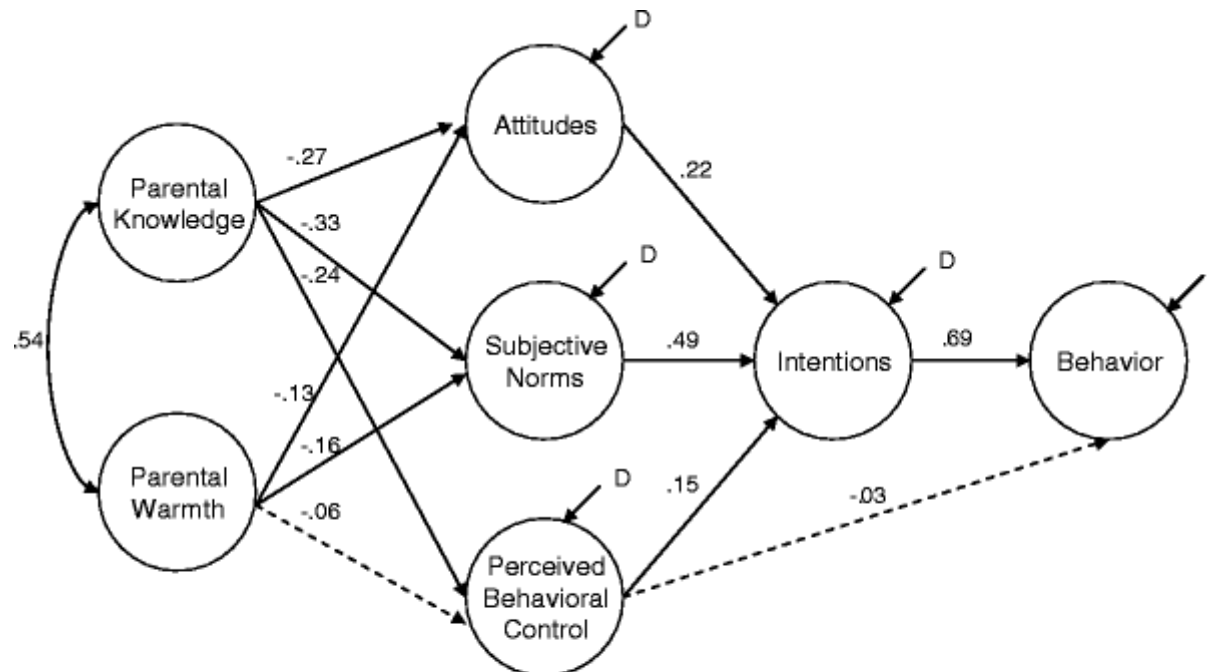 D
Attitudes
-.27
.22
Parental
Knowledge
-.33
-.24
D
D
.54
Subjective
Norms
.49
Intentions
.69
Behavior
-.13
-.16
Parental
Warmth
-.06
D
.15
-.03
Perceived
Behavioral
Control